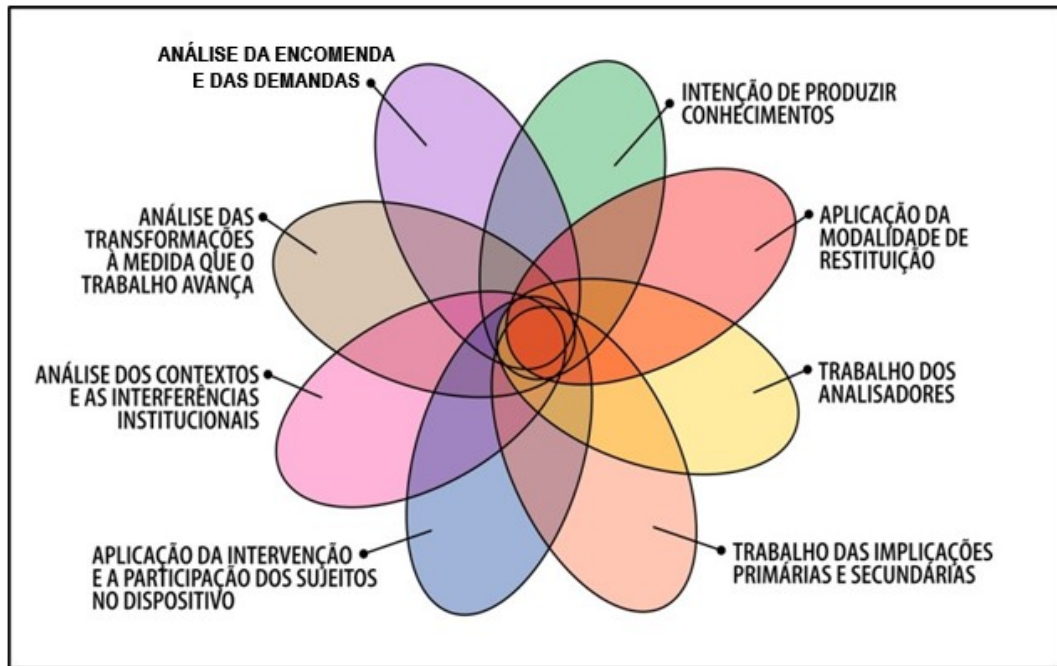 ANÁLISE DA ENCOMENDA
E DAS DEMANDAS
INTENÇÃO DE PRODUZIR
CONHECIMENTOS
ANÁLISE DAS
TRANSFORMAÇÕES
À MEDIDA QUE O
TRABALHO AVANÇA
APLICAÇÃO DA
MODALIDADE DE
RESTITUIÇÃO
ANÁLISE DOS CONTEXTOS
E AS INTERFERÊNCIAS
INSTITUCIONAIS
TRABALHO DOS
ANALISADORES
APLICAÇÃO DA INTERVENÇÃO
E A PARTICIPAÇÃO DOS SUJEITOS
NO DISPOSITIVO
TRABALHO DAS IMPLICAÇÕES
PRIMÁRIAS E SECUNDÁRIAS